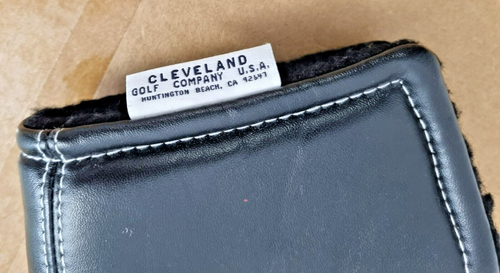 CLEVELAND
GOLF COMPANY U.S.A.
HUNTINGTON BEACH, CA 92647